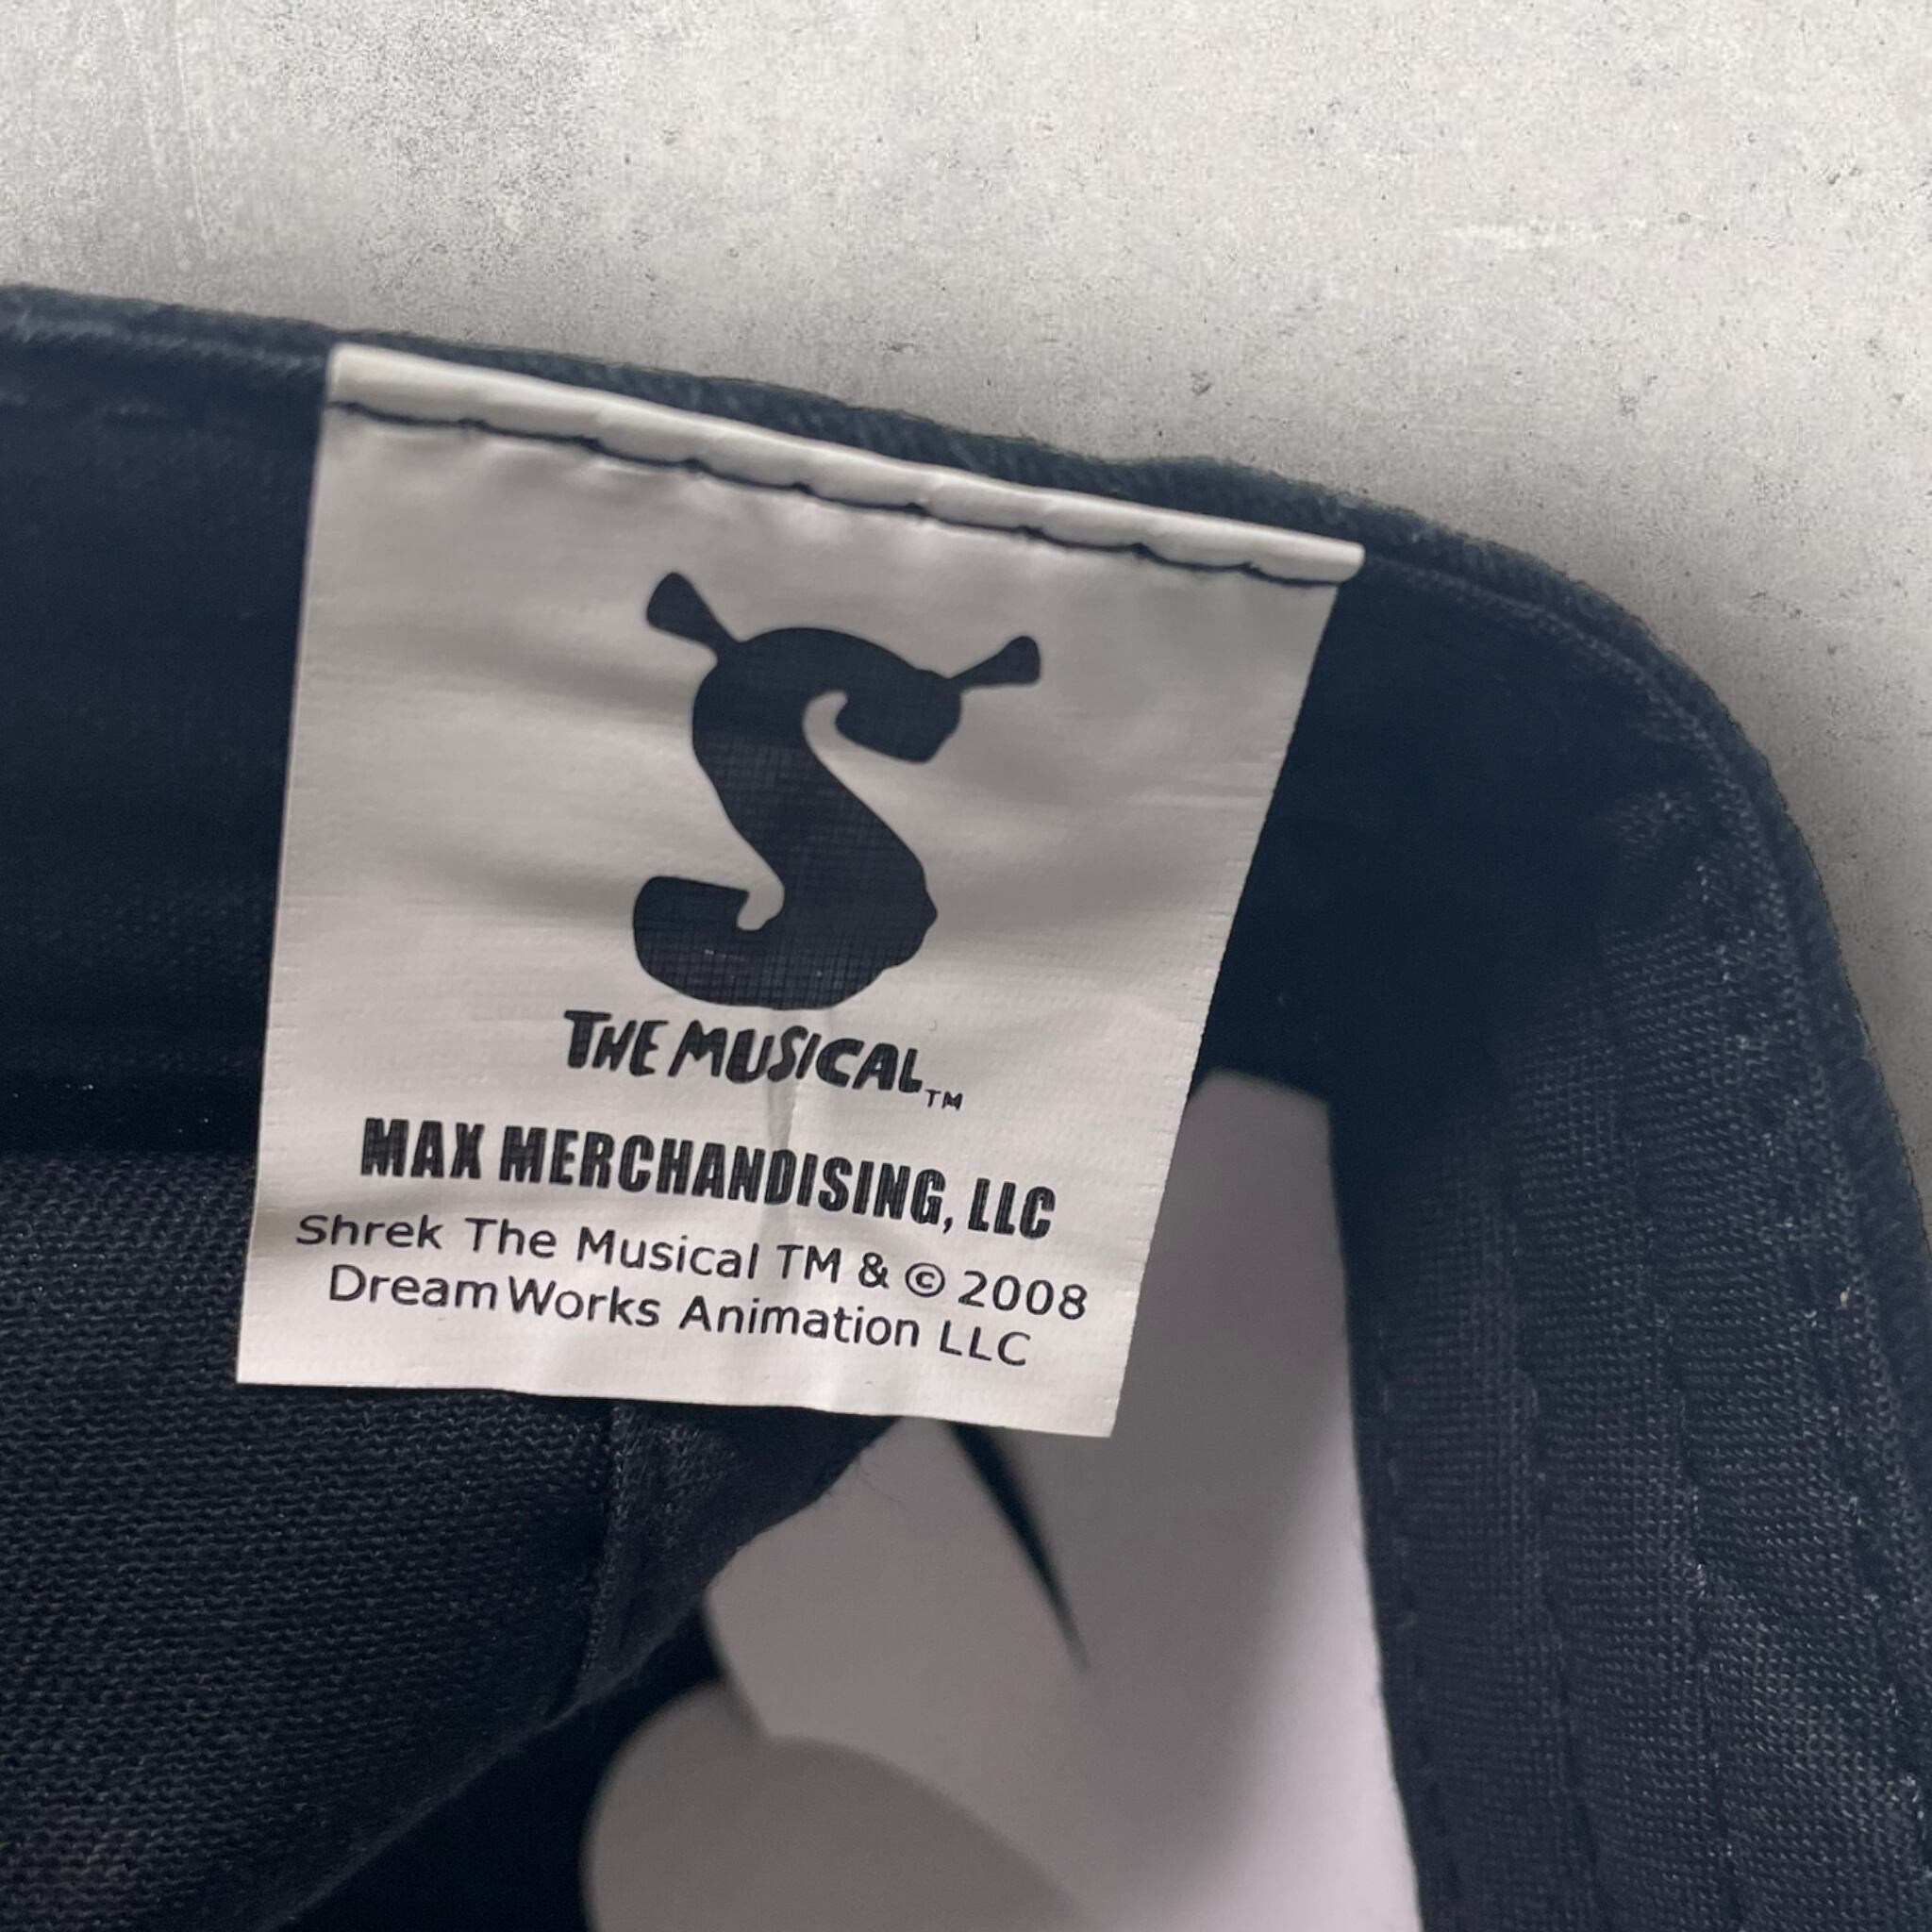 S
THE MUSICAL TM
MAX MERCHANDISING, LLC
Shrek The Musical TM & © 2008
DreamWorks Animation LLC